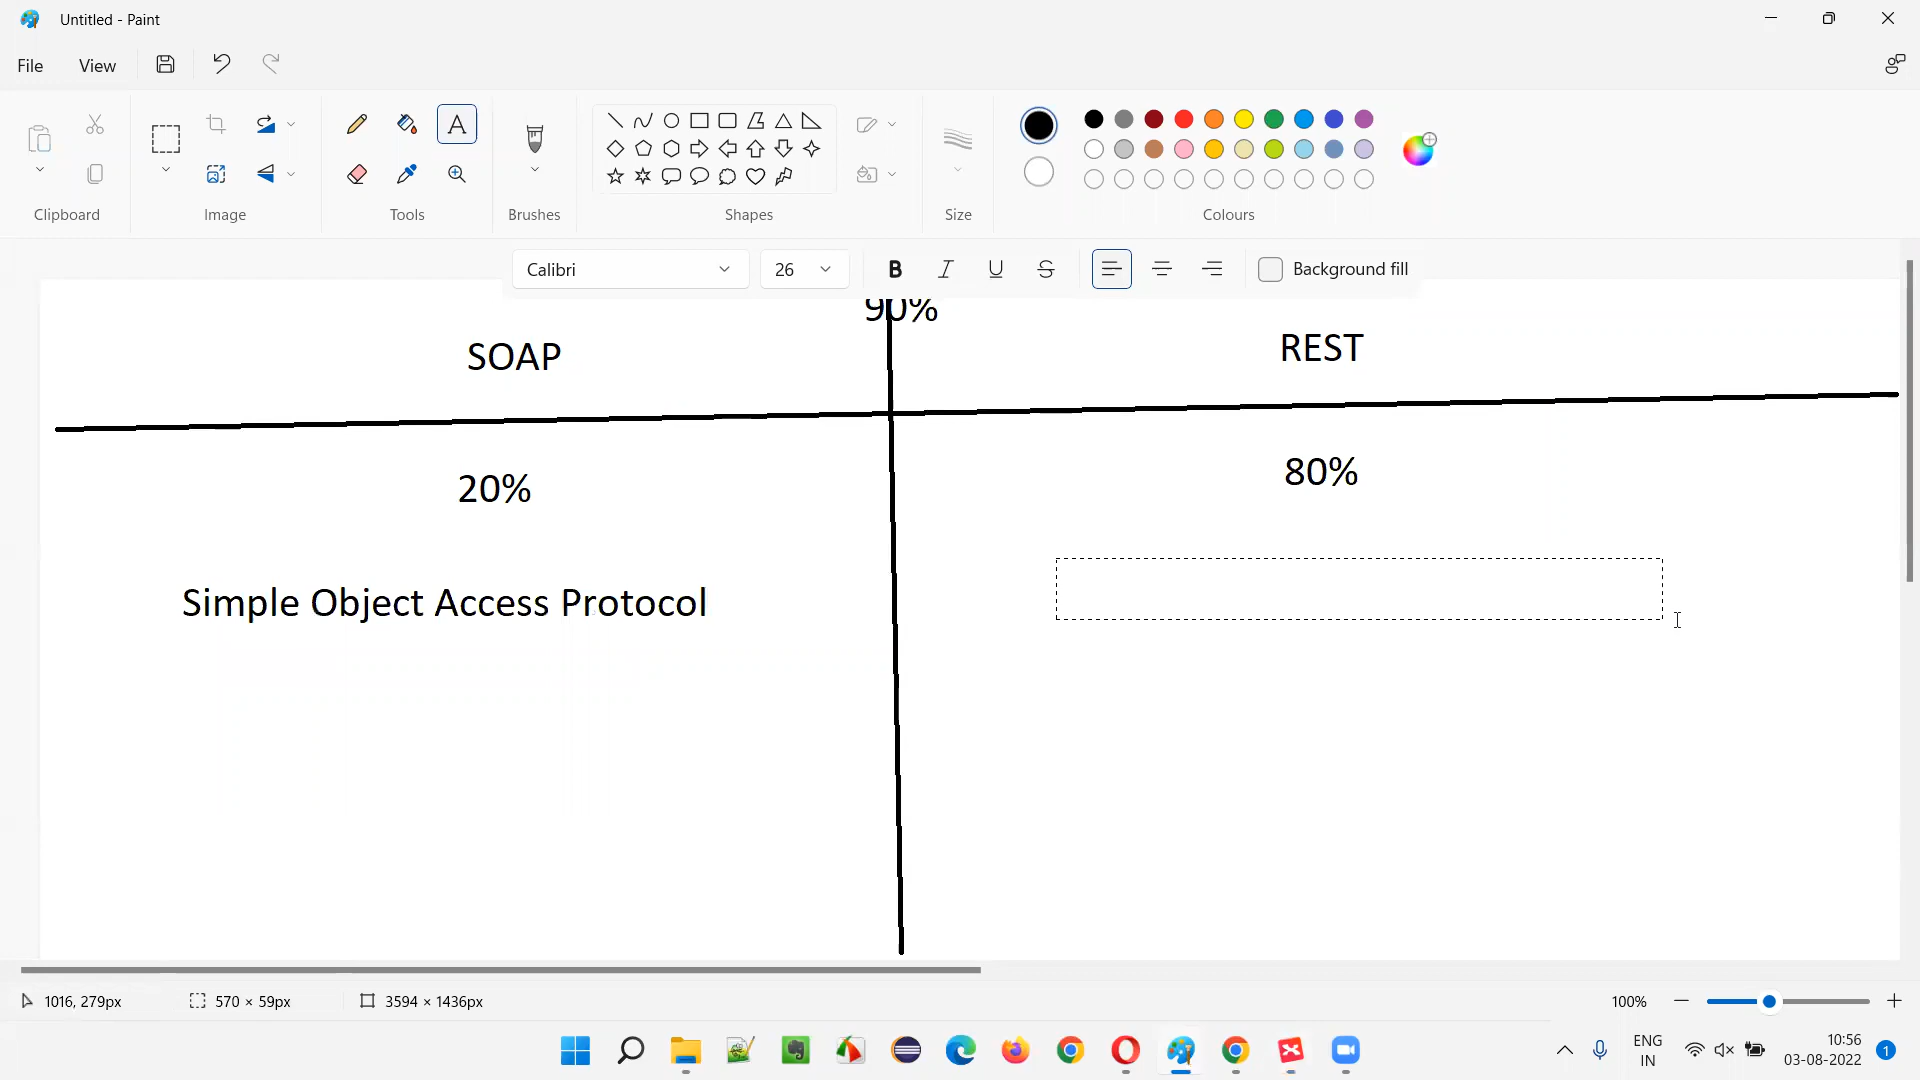 Untitled - Paint
File View
Clipboard
Image
Tools
Brushes
Shapes
Size
Colours
Calibri
26
B I U S
Background fill
90%
SOAP
REST
20%
80%
Simple Object Access Protocol
1016, 279px
570 × 59px
3594 × 1436px
100%
ENG
IN
10:56
03-08-2022
1